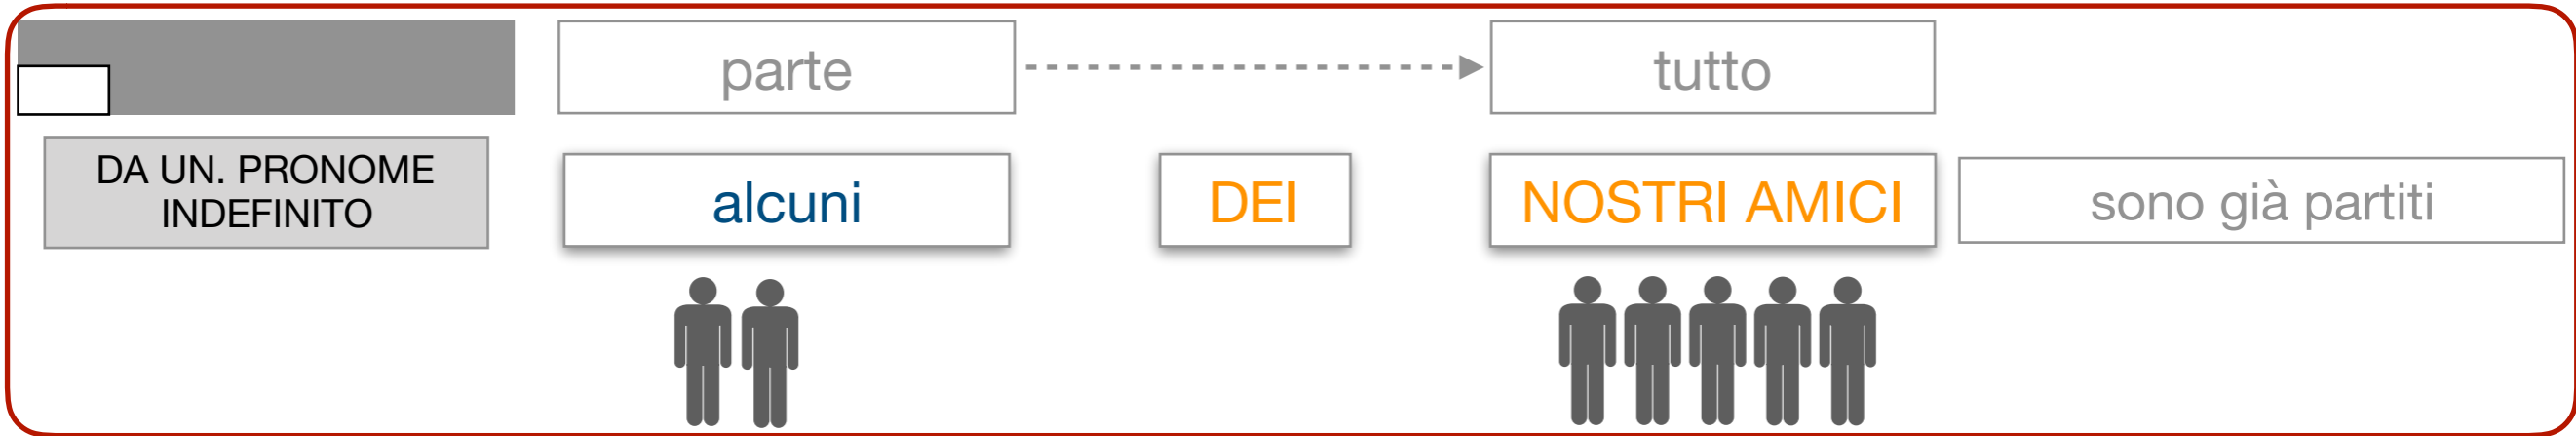 parte
tutto
DA UN. PRONOME
INDEFINITO
alcuni
DEI
NOSTRI AMICI
sono già partiti